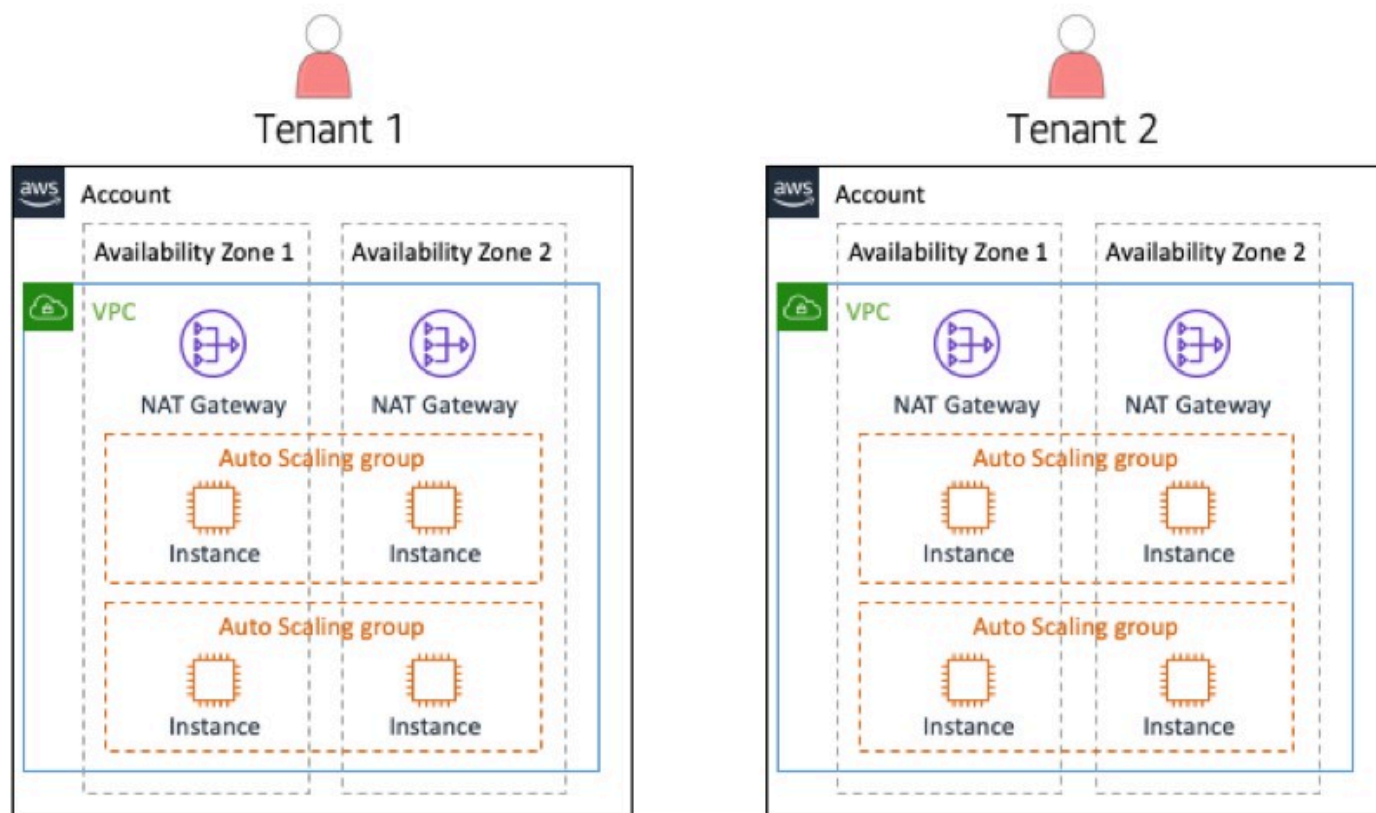 Tenant 1
aws
Account
Availability Zone 1
Availability Zone 2
VPC
NAT Gateway
NAT Gateway
Auto Scaling group
Instance
Instance
Auto Scaling group
Instance
Instance
Tenant 2
aws
Account
Availability Zone 1
Availability Zone 2
VPC
NAT Gateway
NAT Gateway
Auto Scaling group
Instance
Instance
Auto Scaling group
Instance
Instance